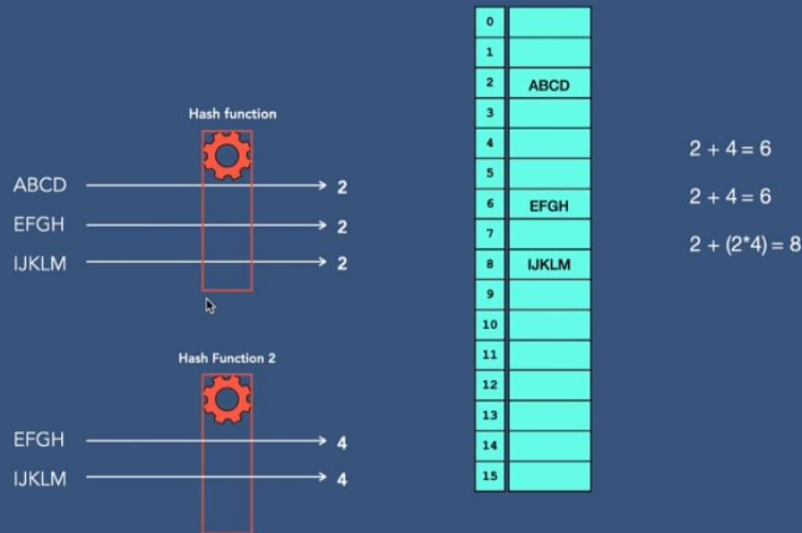 Hash function
ABCD 2
EFGH 2
IJKLM 2
Hash Function 2
EFGH 4
IJKLM 4
0
1
2 ABCD
3
4
5
6 EFGH
7
8 IJKLM
9
10
11
12
13
14
15
2 + 4 = 6
2 + 4 = 6
2 + (2*4) = 8